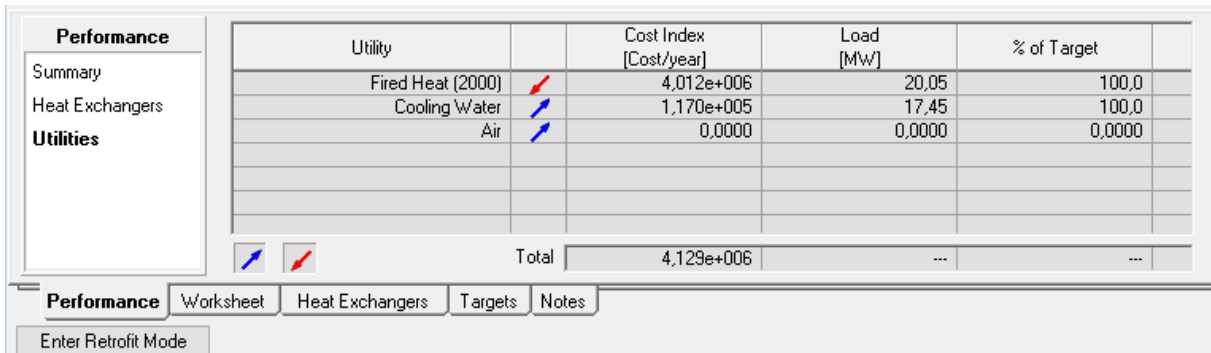 Performance
Summary
Heat Exchangers
Utilities
Utility Cost Index [Cost/year] Load [MW] % of Target
Fired Heat (2000) 4,012e+006 20,05 100,0
Cooling Water 1,170e+005 17,45 100,0
Air 0,0000 0,0000 0,0000
Total 4,129e+006 --- ---
Performance Worksheet Heat Exchangers Targets Notes
Enter Retrofit Mode